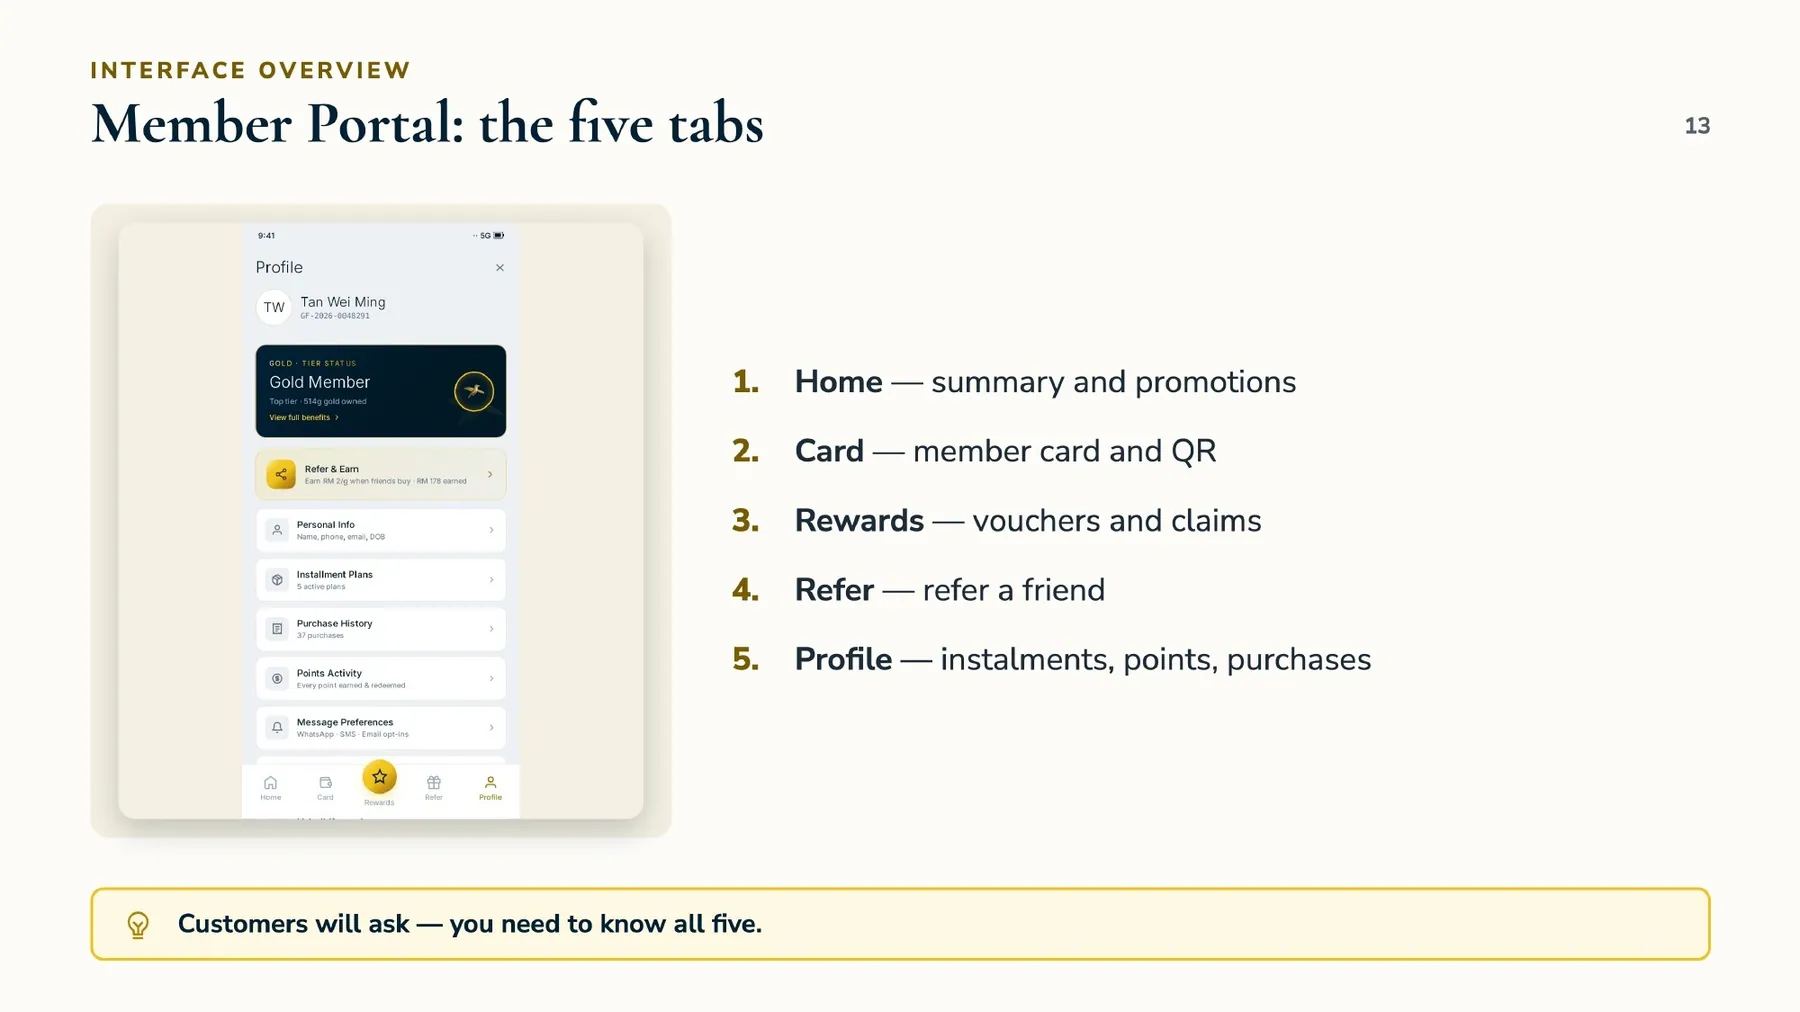 INTERFACE OVERVIEW
Member Portal: the five tabs
13
9:41
5G
Profile
TW
Tan Wei Ming
GF-2026-0048291
GOLD · TIER STATUS
Gold Member
Top tier · 514g gold owned
View full benefits
Refer & Earn
Earn RM 2/g when friends buy · RM 178 earned
Personal Info
Name, phone, email, DOB
Installment Plans
5 active plans
Purchase History
37 purchases
Points Activity
Every point earned & redeemed
Message Preferences
WhatsApp · SMS · Email opt-ins
Home
Card
Rewards
Refer
Profile
1. Home — summary and promotions
2. Card — member card and QR
3. Rewards — vouchers and claims
4. Refer — refer a friend
5. Profile — instalments, points, purchases
Customers will ask — you need to know all five.